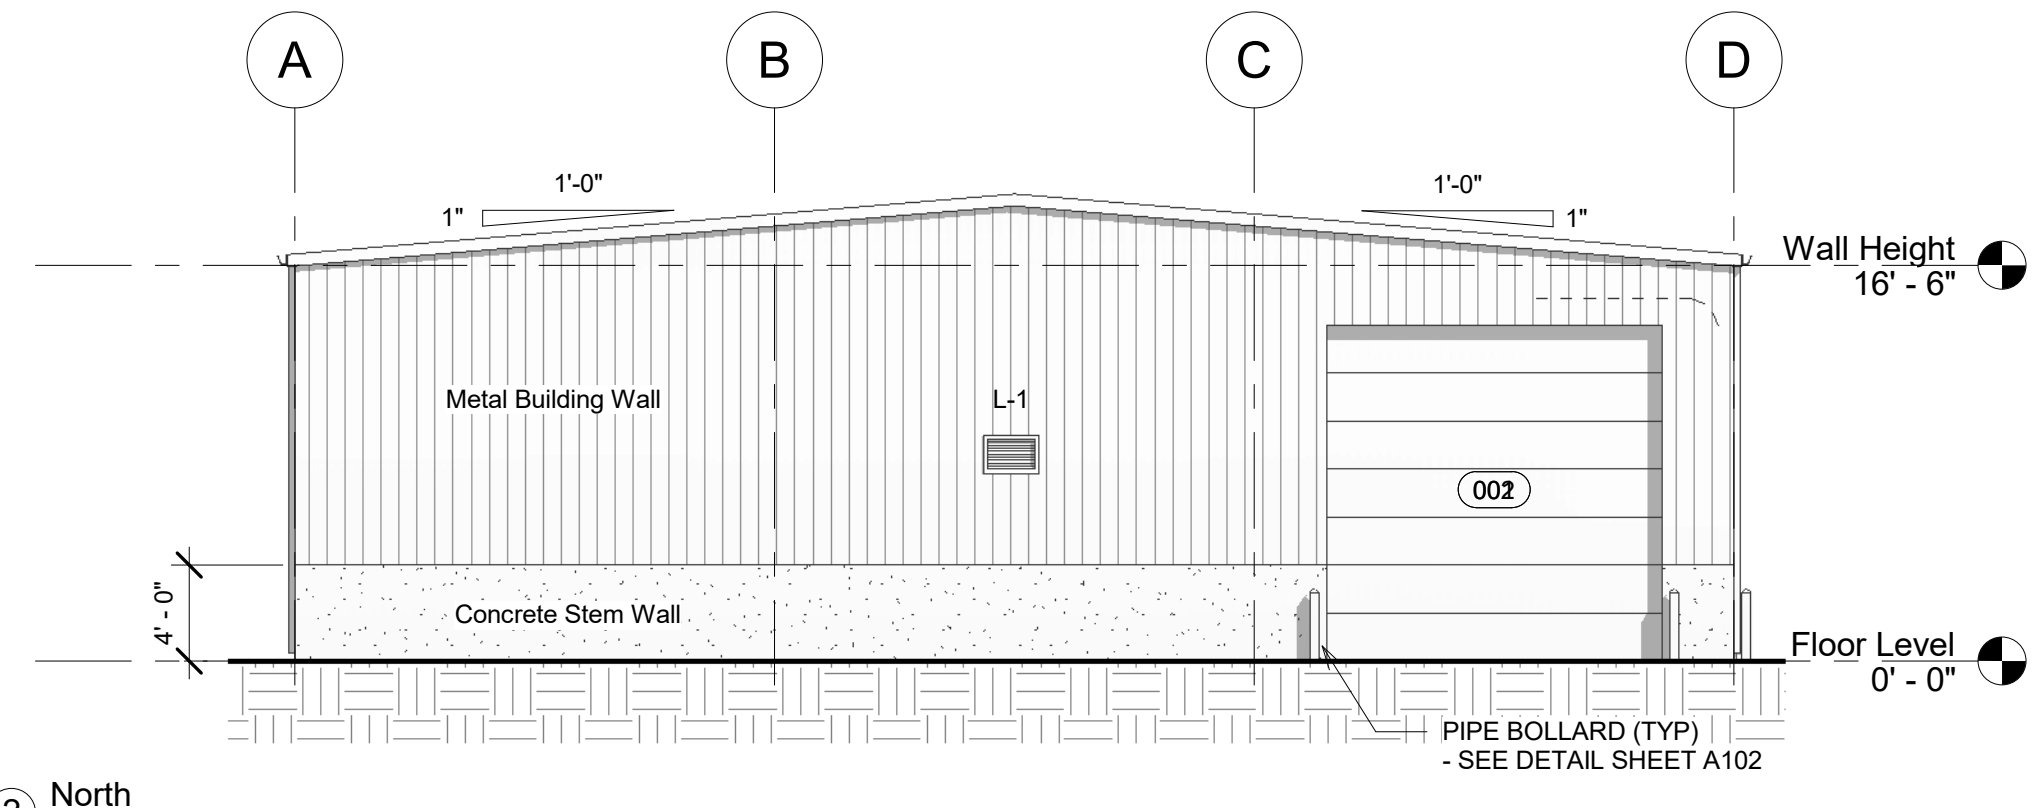 A
B
C
D
1'-0"
1"
1'-0"
1"
Wall Height
16' - 6"
Metal Building Wall
L-1
4' - 0"
Concrete Stem Wall
Floor Level
0' - 0"
PIPE BOLLARD (TYP)
- SEE DETAIL SHEET A102
North